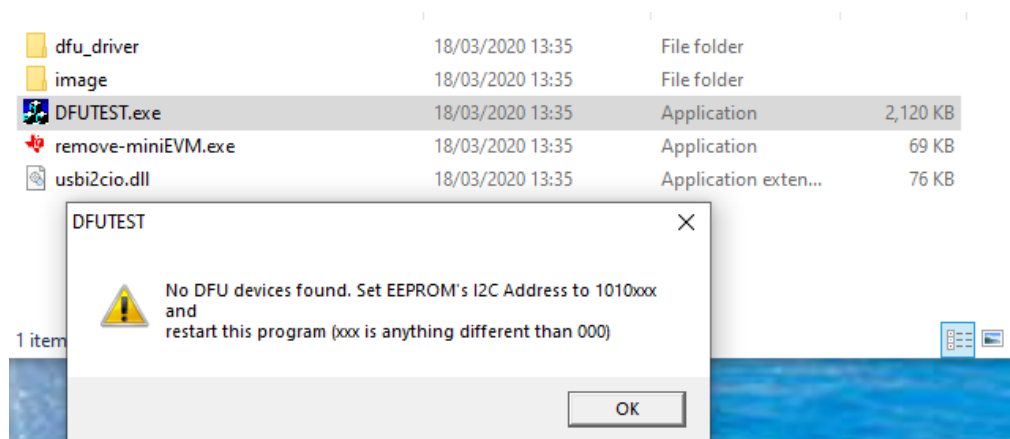 dfu_driver 18/03/2020 13:35 File folder
image 18/03/2020 13:35 File folder
DFUTEST.exe 18/03/2020 13:35 Application 2,120 KB
remove-miniEVM.exe 18/03/2020 13:35 Application 69 KB
usbi2cio.dll 18/03/2020 13:35 Application exten... 76 KB
DFUTEST
No DFU devices found. Set EEPROM's I2C Address to 1010xxx
and
restart this program (xxx is anything different than 000)
1 item
OK